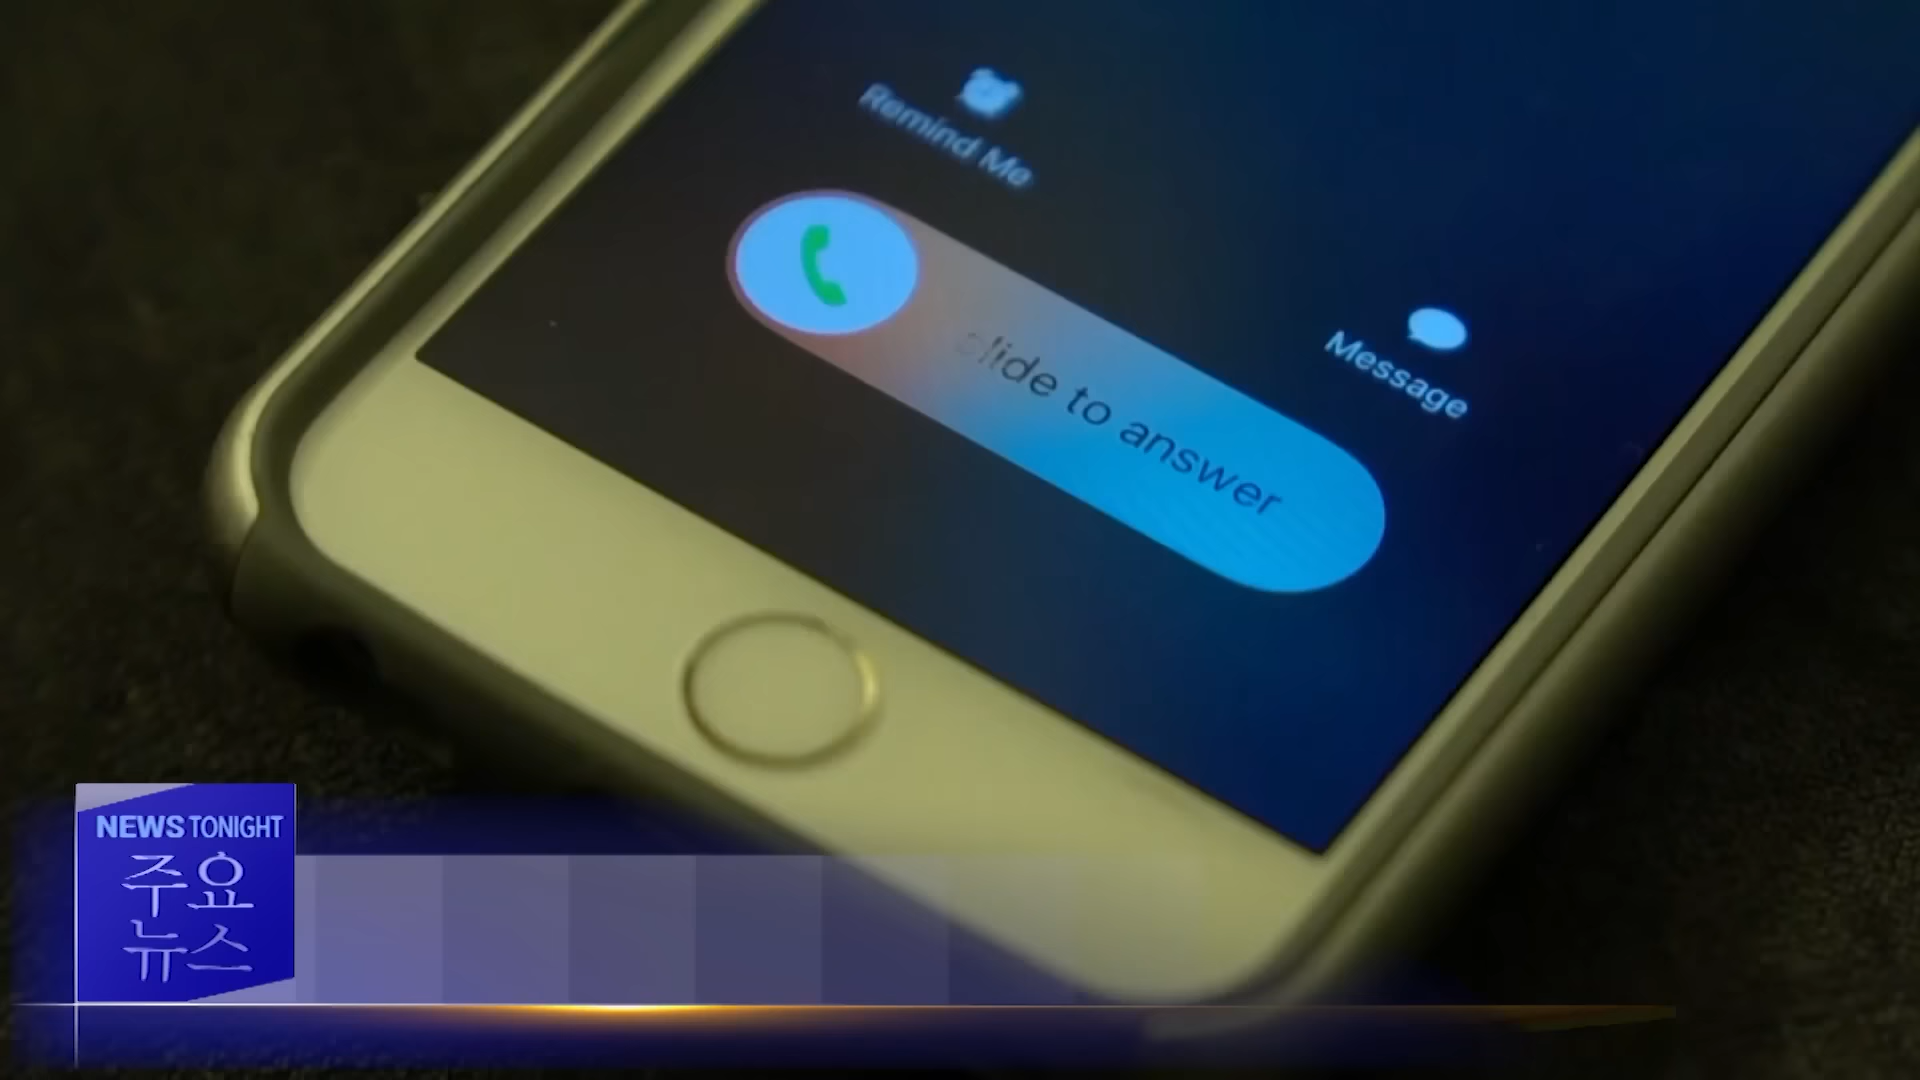 Remind Me
Message
slide to answer
NEWS TONIGHT
주요
뉴스